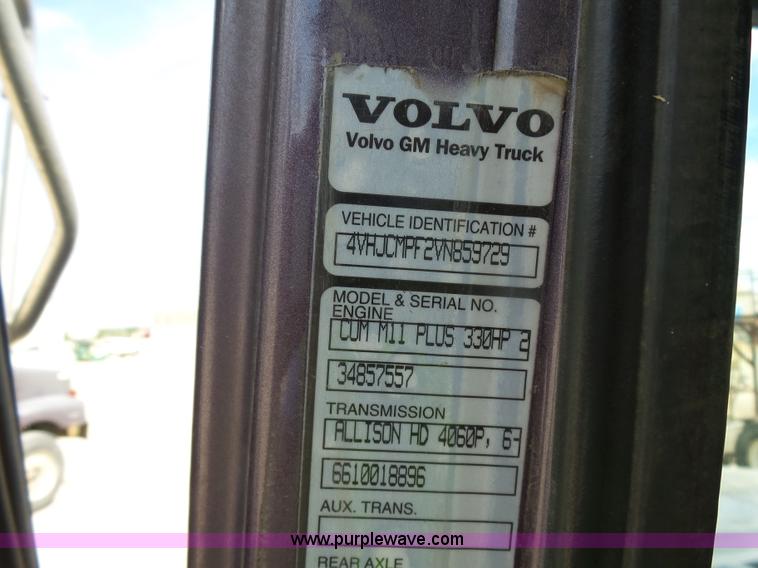 VOLVO
Volvo GM Heavy Truck
VEHICLE IDENTIFICATION #
4VHJCMPF2VN859729
MODEL & SERIAL NO.
ENGINE
CUM M11 PLUS 330HP 2
34857557
TRANSMISSION
ALLISON HD 4060P, 6-
6610018896
AUX. TRANS.
www.purplewave.com
REAR AXLE